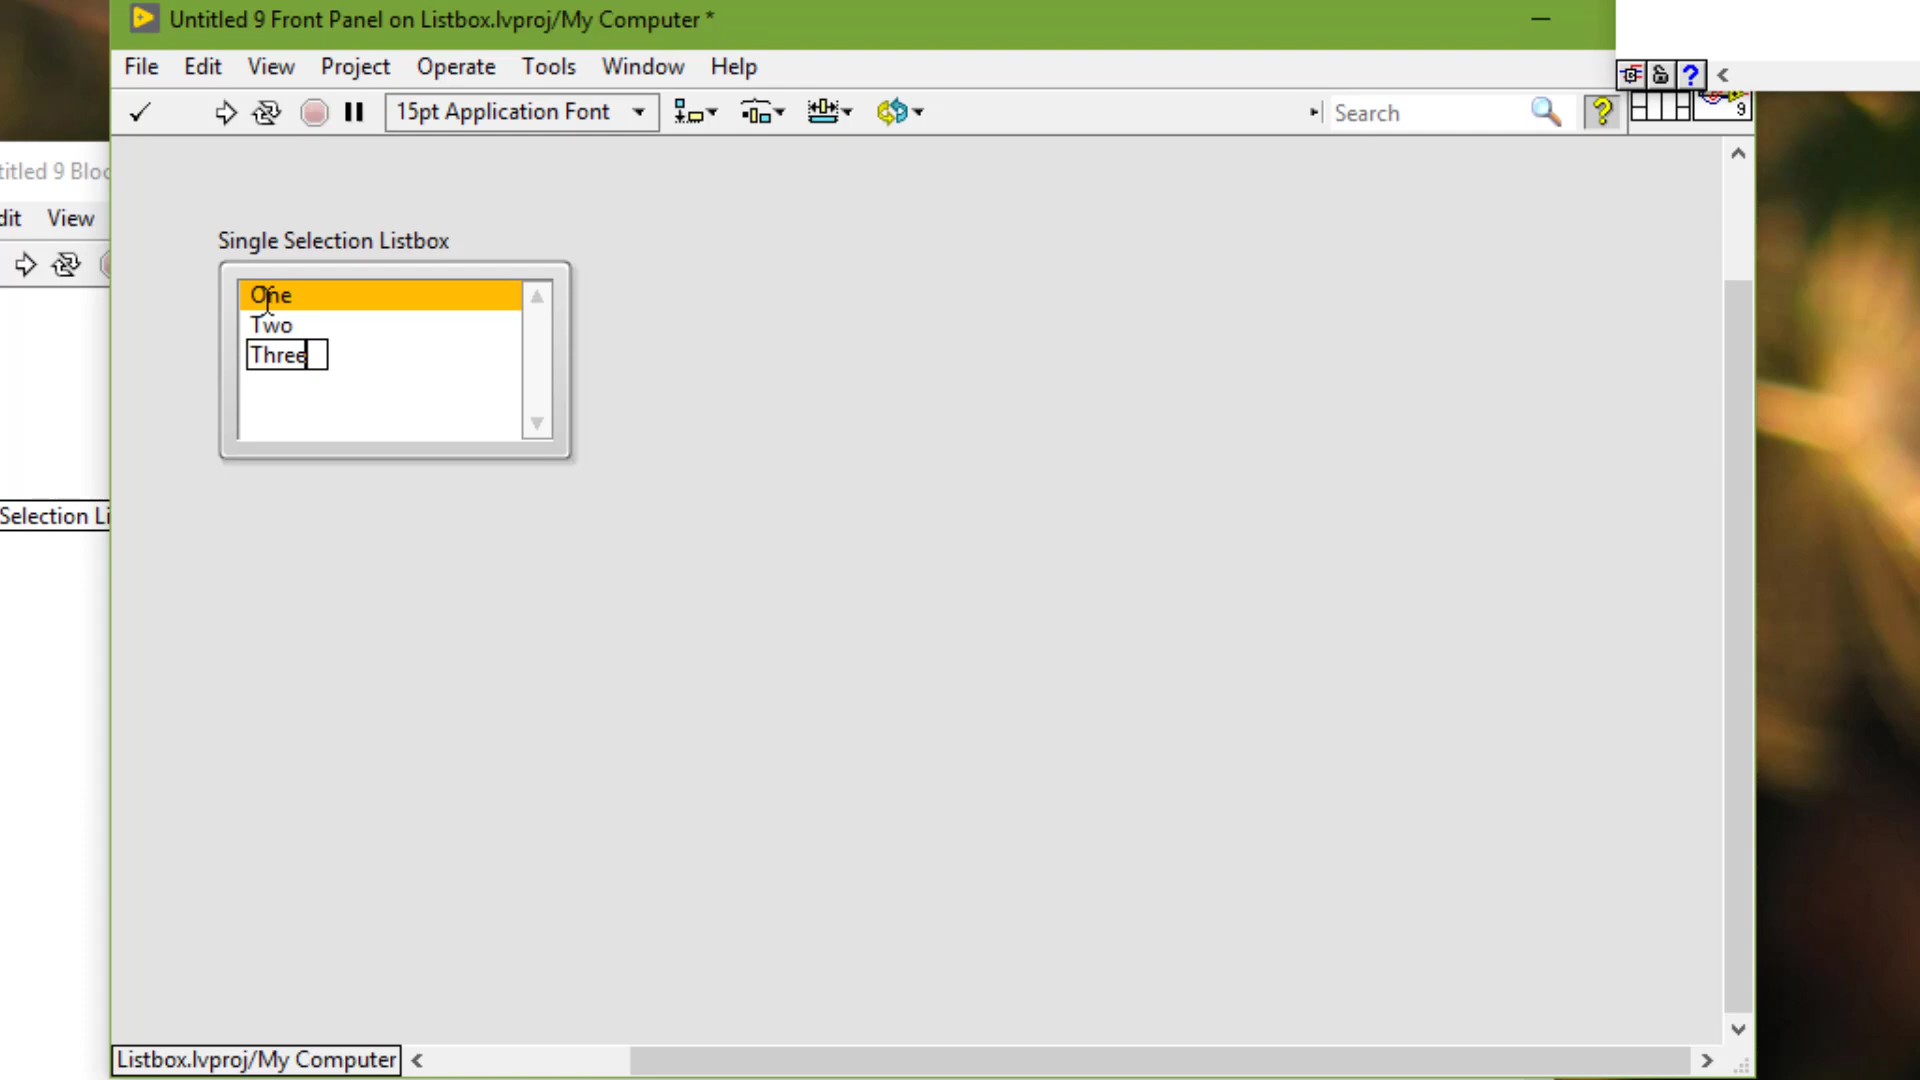 Untitled 9 Front Panel on Listbox.lvproj/My Computer *
File Edit View Project Operate Tools Window Help
15pt Application Font
Search
?
?
9
titled 9 Bloc
dit View
Single Selection Listbox
One
Two
Three
Selection Li
Listbox.lvproj/My Computer